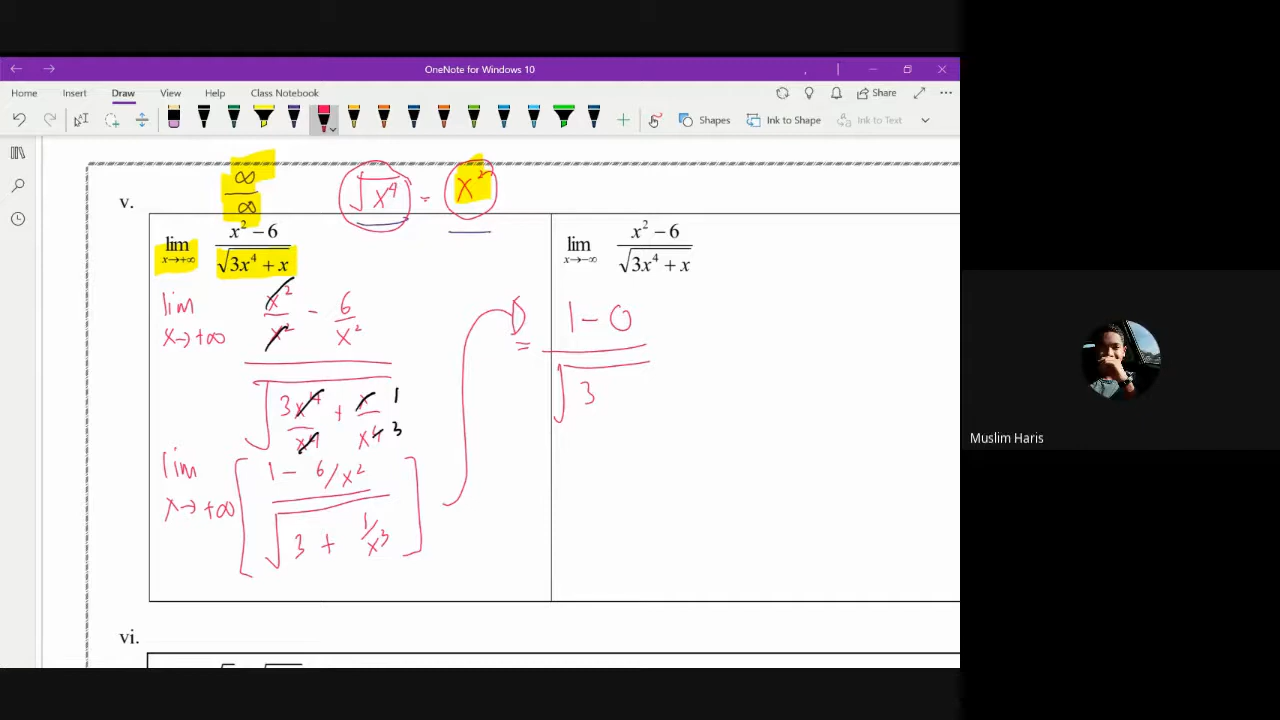 OneNote for Windows 10
Home Insert Draw View Help Class Notebook Share
Shapes Ink to Shape Ink to Text
∞/∞ √x⁴ = x²
v.
lim x→+∞ (x² − 6)/√(3x⁴ + x)
lim x→−∞ (x² − 6)/√(3x⁴ + x)
lim x→+∞ (x²/x² − 6/x²)/√(3x⁴/x⁴ + x/x⁴) 1 3
lim x→+∞ [(1 − 6/x²)/√(3 + 1/x³)]
= (1 − 0)/√3
vi.
Muslim Haris